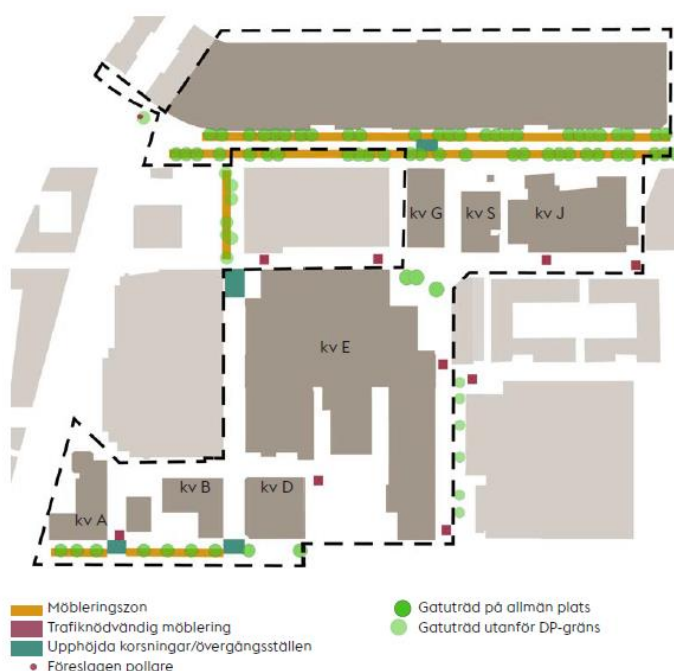 kv G
kv S
kv J
kv E
kv B
kv D
kv A
Möbleringszon
Trafiknödvändig möblering
Upphöjda korsningar/övergångsställen
Föreslagen pollare
Gatuträd på allmän plats
Gatuträd utanför DP-gräns